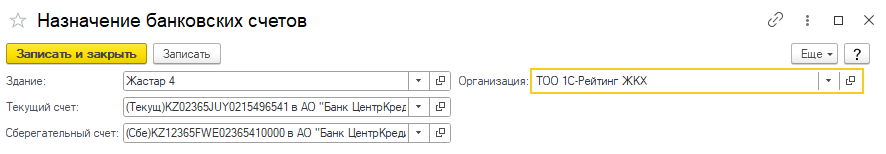 Назначение банковских счетов
Записать и закрыть Записать Еще ?
Здание: Жастар 4 Организация: ТОО 1С-Рейтинг ЖКХ
Текущий счет: (Текущ)KZ02365JUY0215496541 в АО "Банк ЦентрКред
Сберегательный счет: (Сбе)KZ12365FWE02365410000 в АО "Банк ЦентрКреди